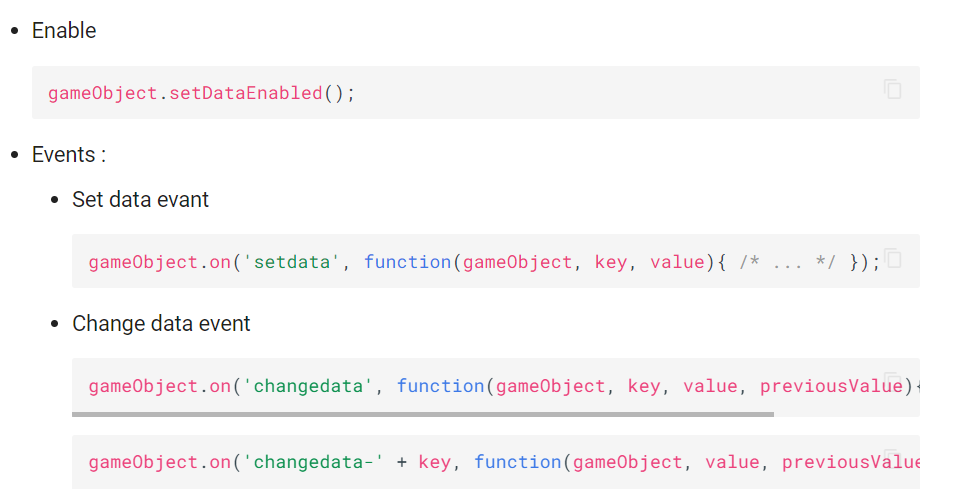 Enable
gameObject.setDataEnabled();
Events :
Set data evant
gameObject.on('setdata', function(gameObject, key, value){ /* ... */ });
Change data event
gameObject.on('changedata', function(gameObject, key, value, previousValue){
gameObject.on('changedata-' + key, function(gameObject, value, previousValue